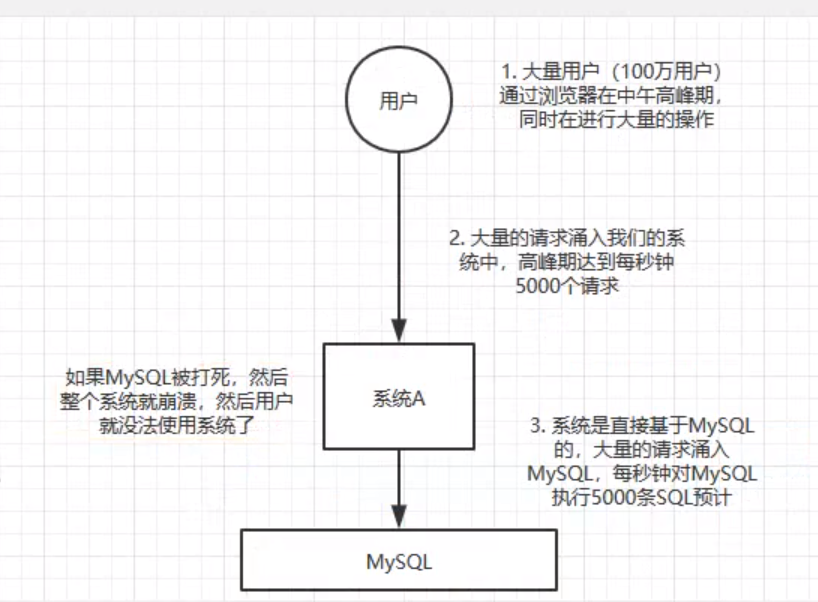 用户
1. 大量用户（100万用户）
通过浏览器在中午高峰期，
同时在进行大量的操作
2. 大量的请求涌入我们的系
统中，高峰期达到每秒钟
5000个请求
如果MySQL被打死，然后
整个系统就崩溃，然后用户
就没法使用系统了
系统A
3. 系统是直接基于MySQL
的，大量的请求涌入
MySQL，每秒钟对MySQL
执行5000条SQL预计
MySQL